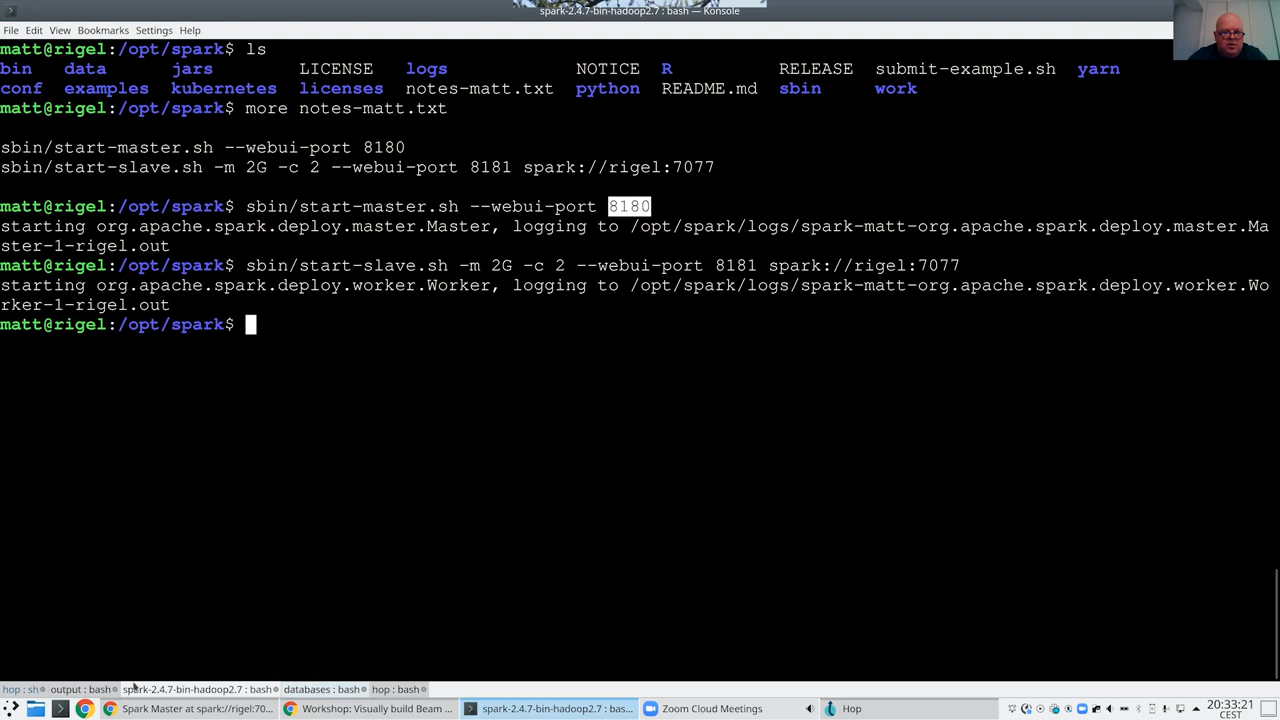 spark-2.4.7-bin-hadoop2.7 : bash — Konsole
File Edit View Bookmarks Settings Help
matt@rigel:/opt/spark$ ls
bin data jars LICENSE logs NOTICE R RELEASE submit-example.sh yarn
conf examples kubernetes licenses notes-matt.txt python README.md sbin work
matt@rigel:/opt/spark$ more notes-matt.txt
sbin/start-master.sh --webui-port 8180
sbin/start-slave.sh -m 2G -c 2 --webui-port 8181 spark://rigel:7077
matt@rigel:/opt/spark$ sbin/start-master.sh --webui-port 8180
starting org.apache.spark.deploy.master.Master, logging to /opt/spark/logs/spark-matt-org.apache.spark.deploy.master.Ma
ster-1-rigel.out
matt@rigel:/opt/spark$ sbin/start-slave.sh -m 2G -c 2 --webui-port 8181 spark://rigel:7077
starting org.apache.spark.deploy.worker.Worker, logging to /opt/spark/logs/spark-matt-org.apache.spark.deploy.worker.Wo
rker-1-rigel.out
matt@rigel:/opt/spark$
hop : sh output : bash spark-2.4.7-bin-hadoop2.7 : bash databases : bash hop : bash
Spark Master at spark://rigel:70... Workshop: Visually build Beam ... spark-2.4.7-bin-hadoop2.7 : bas... Zoom Cloud Meetings Hop 20:33:21
CEST